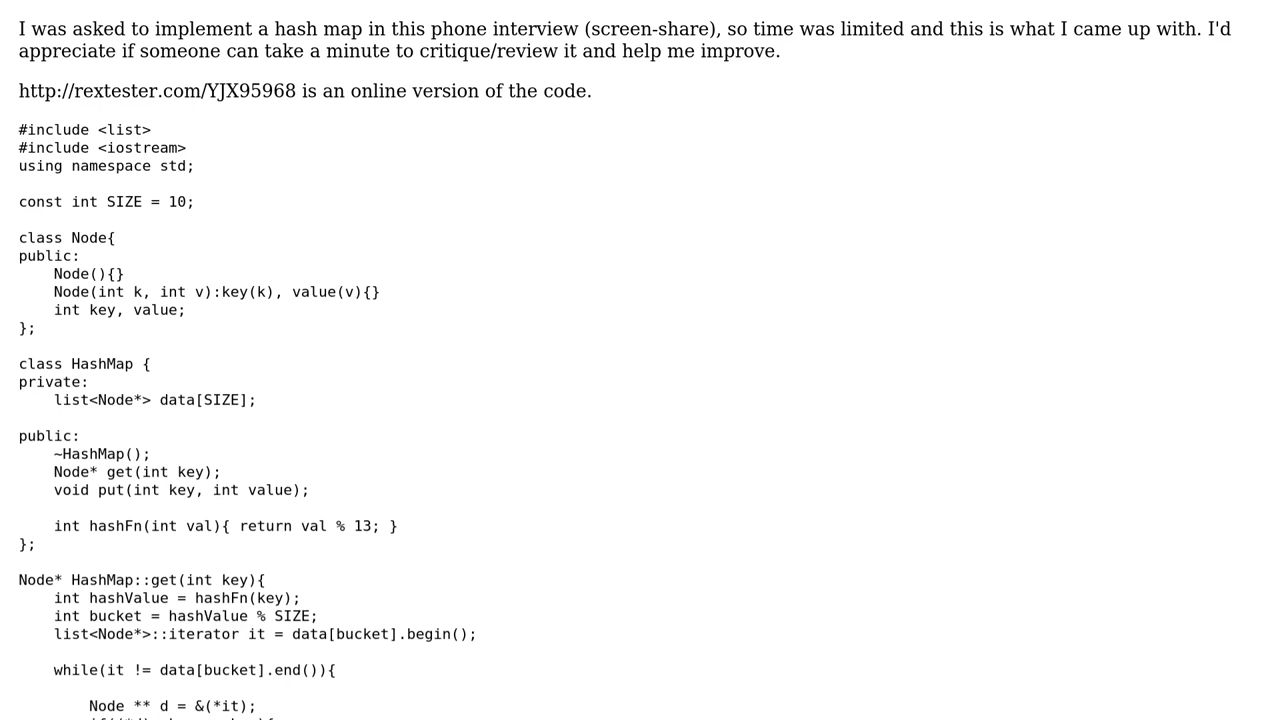 I was asked to implement a hash map in this phone interview (screen-share), so time was limited and this is what I came up with. I'd
appreciate if someone can take a minute to critique/review it and help me improve.
http://rextester.com/YJX95968 is an online version of the code.
#include <list>
#include <iostream>
using namespace std;
const int SIZE = 10;
class Node{
public:
    Node(){}
    Node(int k, int v):key(k), value(v){}
    int key, value;
};
class HashMap {
private:
    list<Node*> data[SIZE];
public:
    ~HashMap();
    Node* get(int key);
    void put(int key, int value);
    int hashFn(int val){ return val % 13; }
};
Node* HashMap::get(int key){
    int hashValue = hashFn(key);
    int bucket = hashValue % SIZE;
    list<Node*>::iterator it = data[bucket].begin();
    while(it != data[bucket].end()){
        Node ** d = &(*it);